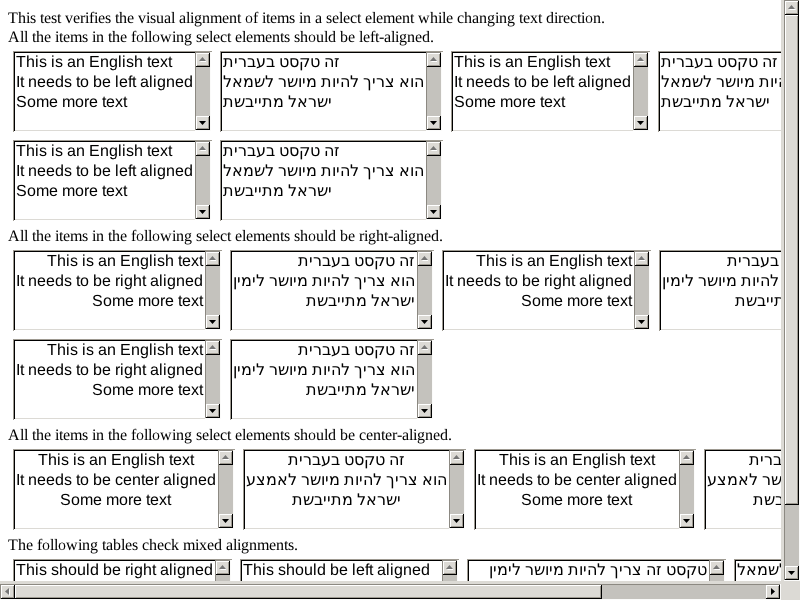 This test verifies the visual alignment of items in a select element while changing text direction.
All the items in the following select elements should be left-aligned.
This is an English text
It needs to be left aligned
Some more text
זה טקסט בעברית
הוא צריך להיות מיושר לשמאל
ישראל מתייבשת
This is an English text
It needs to be left aligned
Some more text
זה טקסט בעברית
מיושר לשמאל
ישראל מתייבשת
This is an English text
It needs to be left aligned
Some more text
זה טקסט בעברית
הוא צריך להיות מיושר לשמאל
ישראל מתייבשת
All the items in the following select elements should be right-aligned.
This is an English text
It needs to be right aligned
Some more text
זה טקסט בעברית
הוא צריך להיות מיושר לימין
ישראל מתייבשת
This is an English text
It needs to be right aligned
Some more text
בעברית
להיות מיושר לימין
This is an English text
It needs to be right aligned
Some more text
זה טקסט בעברית
הוא צריך להיות מיושר לימין
ישראל מתייבשת
All the items in the following select elements should be center-aligned.
This is an English text
It needs to be center aligned
Some more text
זה טקסט בעברית
הוא צריך להיות מיושר לאמצע
ישראל מתייבשת
This is an English text
It needs to be center aligned
Some more text
לאמצע
The following tables check mixed alignments.
This should be right aligned
This should be left aligned
טקסט זה צריך להיות מיושר לימין
לשמאל